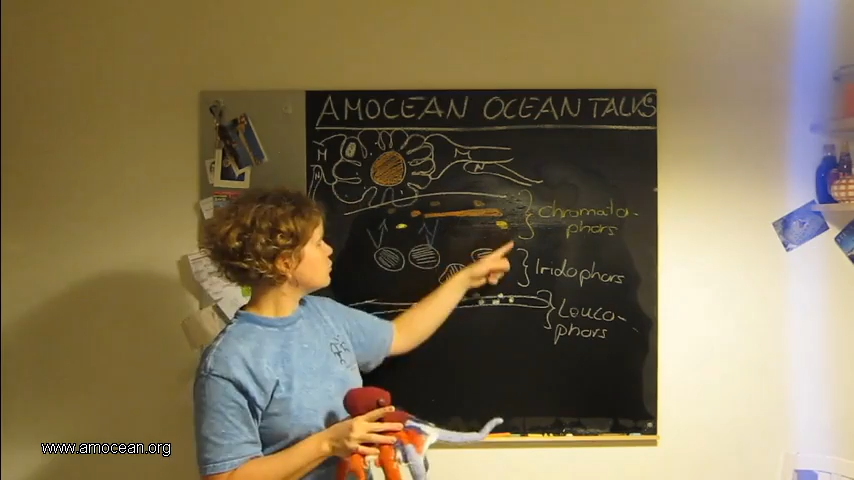 AMOCEAN OCEAN TALKS
M
M
N
M
Chromato-
phors
Iridophors
Leuco-
phors
www.amocean.org